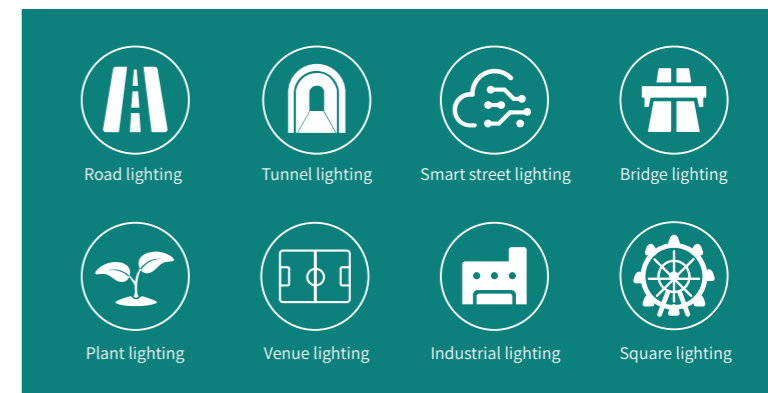 Road lighting
Tunnel lighting
Smart street lighting
Bridge lighting
Plant lighting
Venue lighting
Industrial lighting
Square lighting